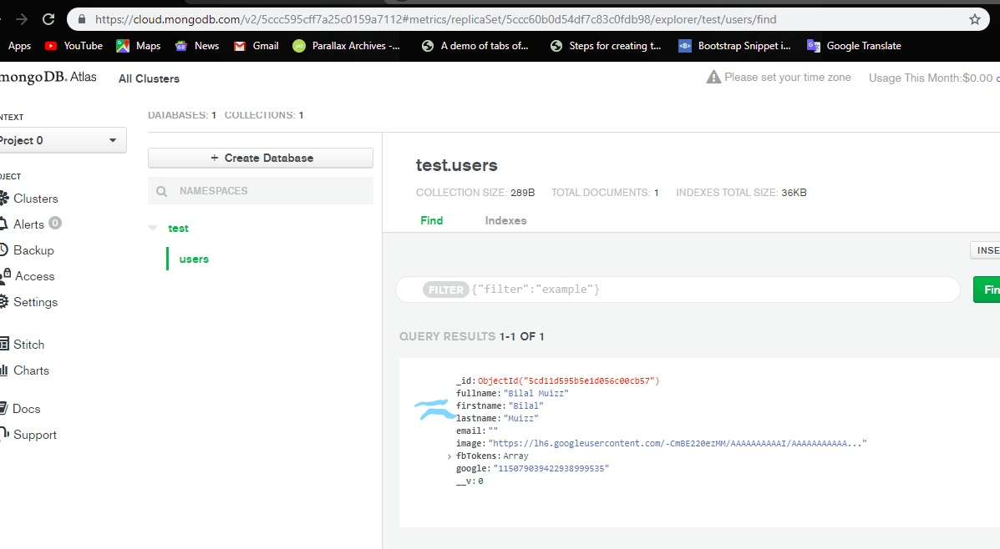 https://cloud.mongodb.com/v2/5ccc595cff7a25c0159a7112#metrics/replicaSet/5ccc60b0d54df7c83c0fdb98/explorer/test/users/find
Apps YouTube Maps News Gmail Parallax Archives -... A demo of tabs of... Steps for creating t... Bootstrap Snippet i... Google Translate
mongoDB. Atlas All Clusters Please set your time zone Usage This Month:$0.00
NTEXT
Project 0
OJECT
Clusters
Alerts 0
Backup
Access
Settings
Stitch
Charts
Docs
Support
DATABASES: 1 COLLECTIONS: 1
+ Create Database
NAMESPACES
test
users
test.users
COLLECTION SIZE: 289B TOTAL DOCUMENTS: 1 INDEXES TOTAL SIZE: 36KB
Find Indexes
INSE
FILTER {"filter":"example"}
Fin
QUERY RESULTS 1-1 OF 1
_id:ObjectId("5cd11d595b5e1d056c00cb57")
fullname:"Bilal Muizz"
firstname:"Bilal"
lastname:"Muizz"
email:""
image:"https://lh6.googleusercontent.com/-CmBE220ezMM/AAAAAAAAAAI/AAAAAAAAAAA..."
> fbTokens:Array
google:"115079039422938999535"
__v:0